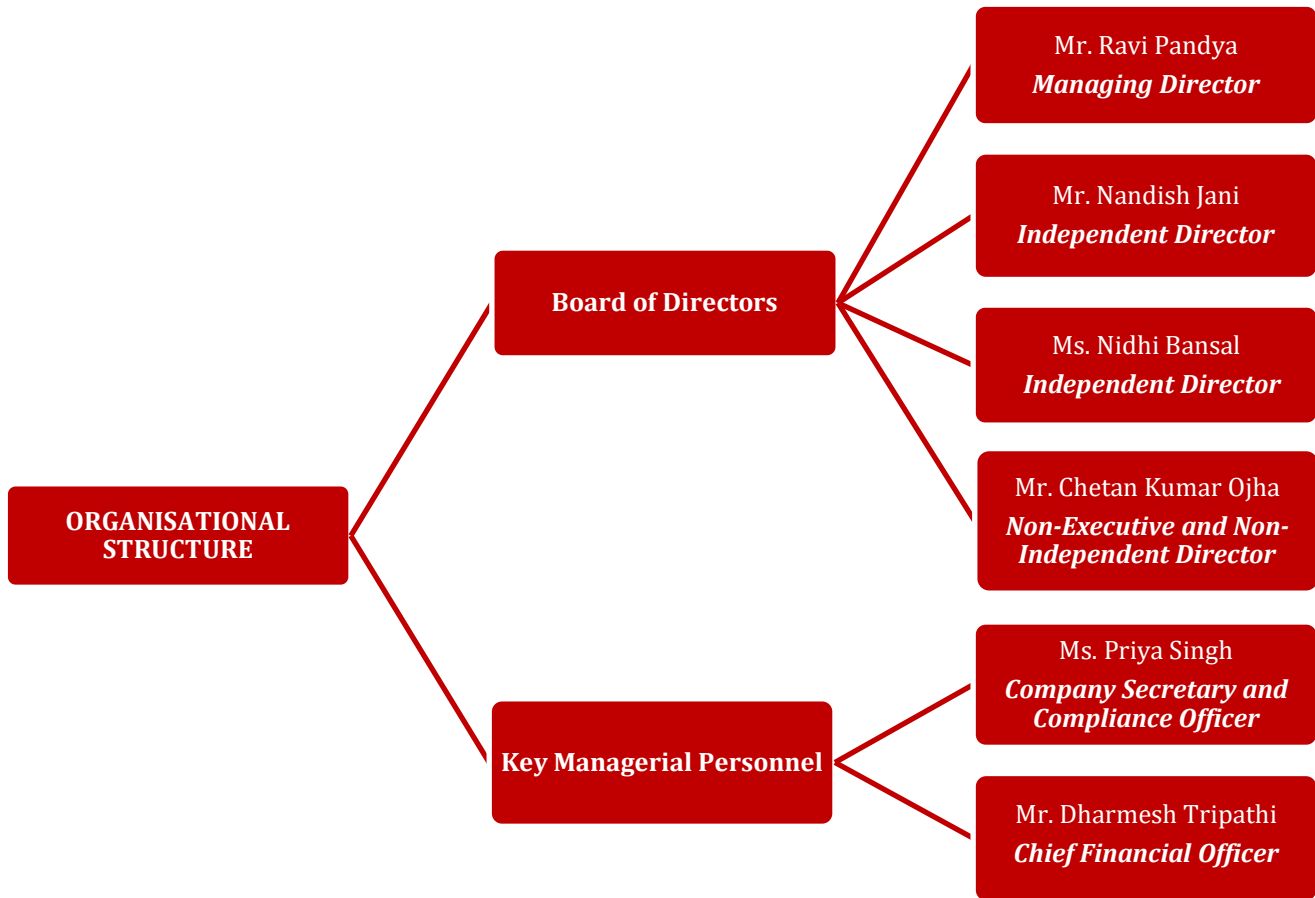 ORGANISATIONAL
STRUCTURE
Board of Directors
Mr. Ravi Pandya
Managing Director
Mr. Nandish Jani
Independent Director
Ms. Nidhi Bansal
Independent Director
Mr. Chetan Kumar Ojha
Non-Executive and Non-
Independent Director
Key Managerial Personnel
Ms. Priya Singh
Company Secretary and
Compliance Officer
Mr. Dharmesh Tripathi
Chief Financial Officer